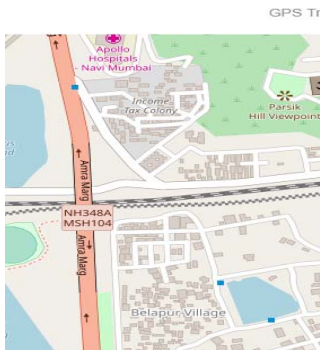 GPS Tr
Apollo
Hospitals
- Navi Mumbai
Income
Tax Colony
Parsik
Hill Viewpoint
Amra Marg
NH348A
MSH104
Amra Marg
Belapur Village